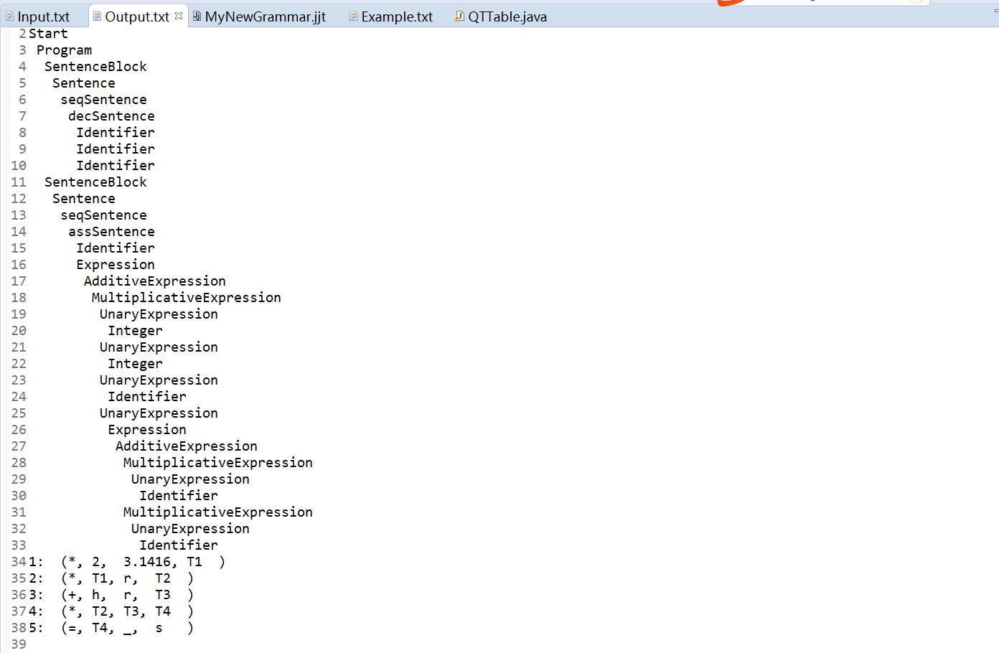 Input.txt Output.txt MyNewGrammar.jjt Example.txt QTTable.java
2 Start
3  Program
4   SentenceBlock
5    Sentence
6     seqSentence
7      decSentence
8       Identifier
9       Identifier
10       Identifier
11   SentenceBlock
12    Sentence
13     seqSentence
14      assSentence
15       Identifier
16       Expression
17        AdditiveExpression
18         MultiplicativeExpression
19          UnaryExpression
20           Integer
21          UnaryExpression
22           Integer
23          UnaryExpression
24           Identifier
25          UnaryExpression
26           Expression
27            AdditiveExpression
28             MultiplicativeExpression
29              UnaryExpression
30               Identifier
31             MultiplicativeExpression
32              UnaryExpression
33               Identifier
34 1:  (*, 2,  3.1416, T1  )
35 2:  (*, T1, r,  T2  )
36 3:  (+, h,  r,  T3  )
37 4:  (*, T2, T3, T4  )
38 5:  (=, T4, _,  s   )
39